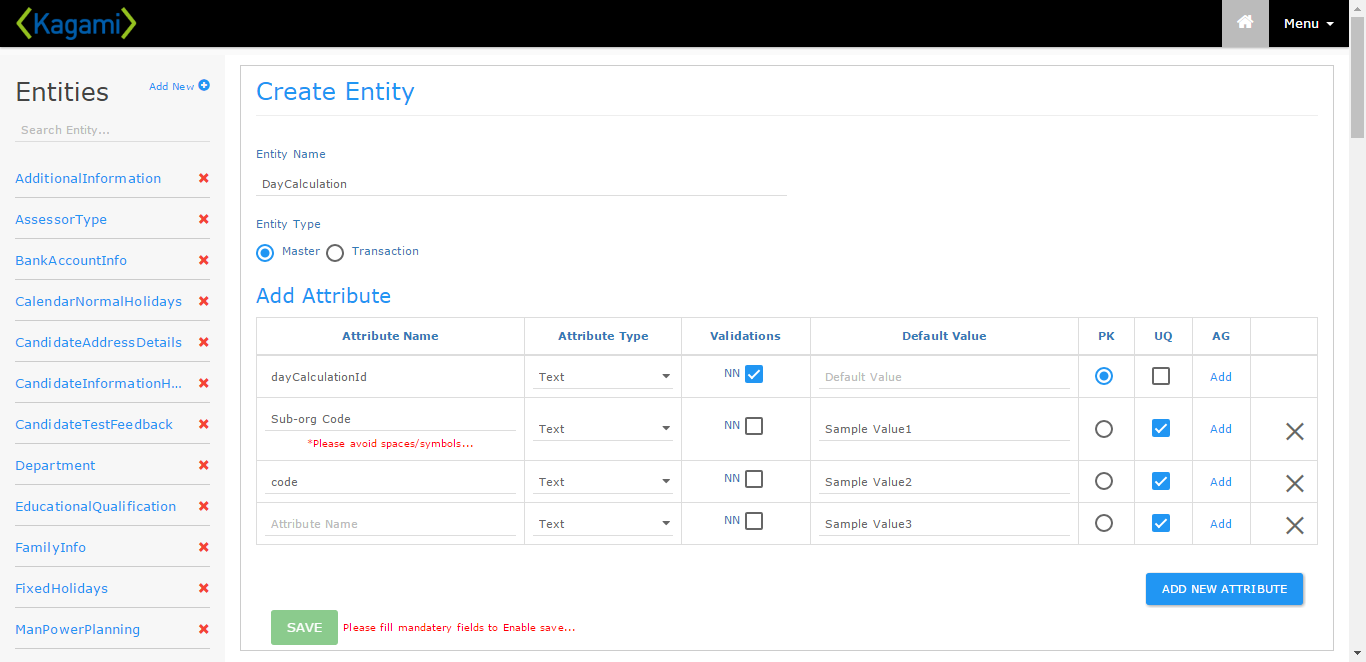 Kagami
Menu
Entities
Add New
Search Entity...
AdditionalInformation
AssessorType
BankAccountInfo
CalendarNormalHolidays
CandidateAddressDetails
CandidateInformationH...
CandidateTestFeedback
Department
EducationalQualification
FamilyInfo
FixedHolidays
ManPowerPlanning
Create Entity
Entity Name
DayCalculation
Entity Type
Master Transaction
Add Attribute
Attribute Name Attribute Type Validations Default Value PK UQ AG
dayCalculationId Text NN Default Value Add
Sub-org Code Text NN Sample Value1 Add
*Please avoid spaces/symbols...
code Text NN Sample Value2 Add
Attribute Name Text NN Sample Value3 Add
ADD NEW ATTRIBUTE
SAVE Please fill mandatery fields to Enable save...